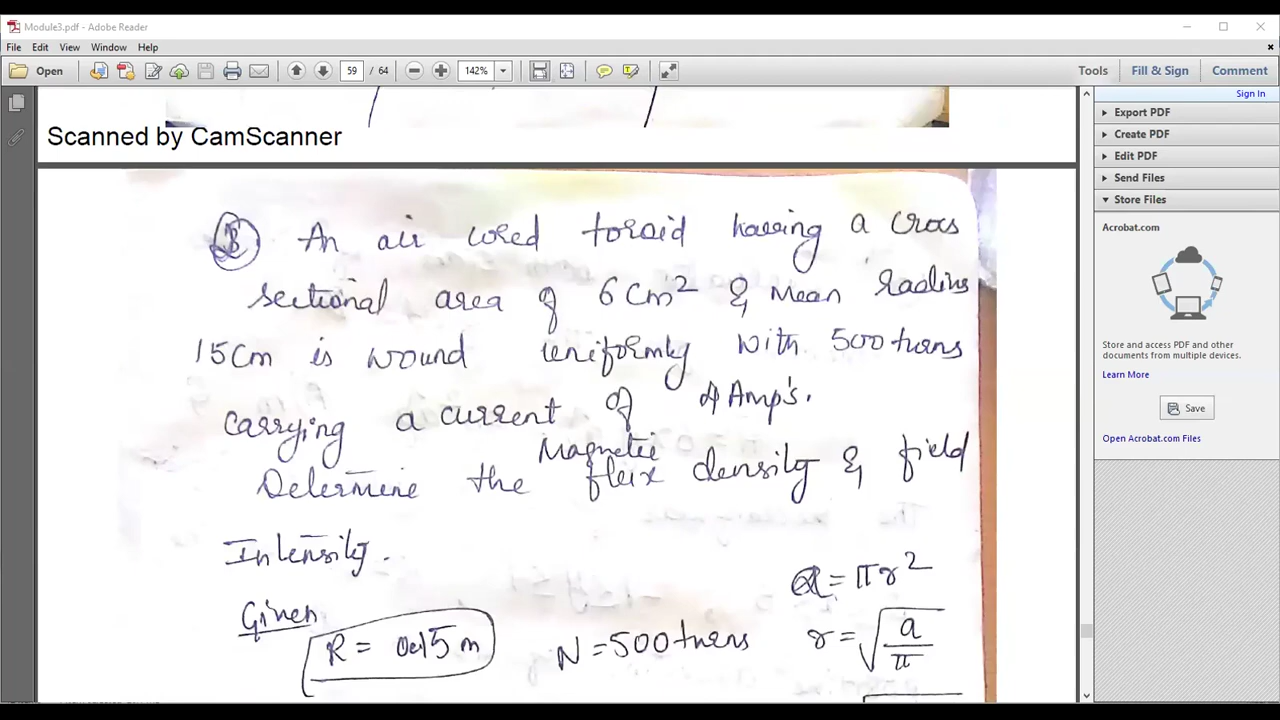 Module3.pdf - Adobe Reader
File Edit View Window Help
Open 59 / 64 142% Tools Fill & Sign Comment
Sign In
Export PDF
Create PDF
Edit PDF
Send Files
Store Files
Acrobat.com
Store and access PDF and other
documents from multiple devices.
Learn More
Save
Open Acrobat.com Files
Scanned by CamScanner
An air cored toroid having a cross
sectional area of 6 cm² & Mean radius
15cm is wound uniformly with 500 turns
carrying a current of 4 Amp's.
Magnetic
Determine the flux density & field
Intensity.
Given
R = 0.15 m N = 500 turns
a = πr²
r = √a/π